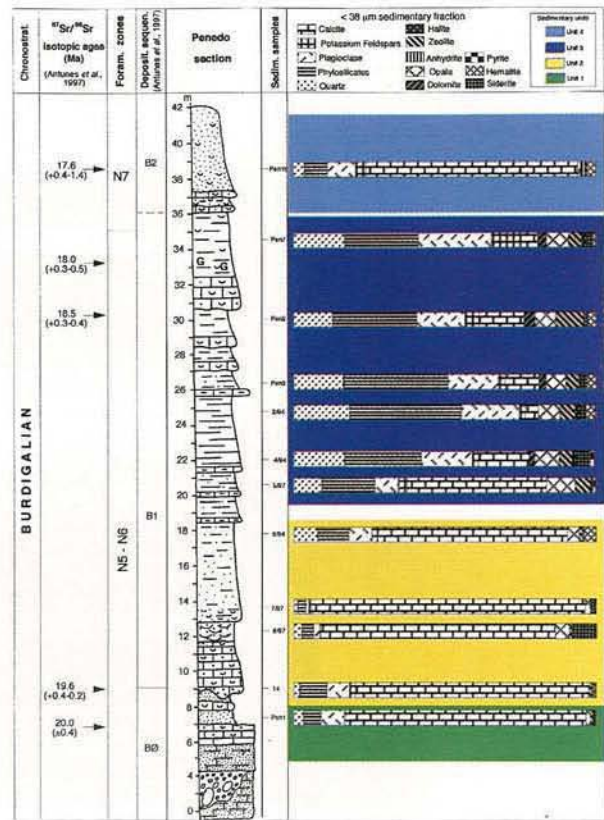 Chronostrat.
87Sr/86Sr
Isotopic ages
(Ma)
(Antunes et al., 1997)
Foram. zones
Deposit. sequen.
(Antunes et al., 1997)
Penedo
section
Sedim. samples
< 38 µm sedimentary fraction
Calcite
Potassium Feldspars
Plagioclase
Phyllosilicates
Quartz
Halite
Zeolite
Anhydrite
Opala
Dolomite
Pyrite
Hematite
Siderite
Sedimentary units
Unit 4
Unit 3
Unit 2
Unit 1
BURDIGALIAN
17.6
(+0.4-1.4)
18.0
(+0.3-0.5)
18.5
(+0.3-0.4)
19.6
(+0.4-0.2)
20.0
(±0.4)
N7
N5 - N6
B2
B1
BØ
m
42
40
38
36
34
32
30
28
26
24
22
20
18
16
14
12
10
8
6
4
2
0
G G
14